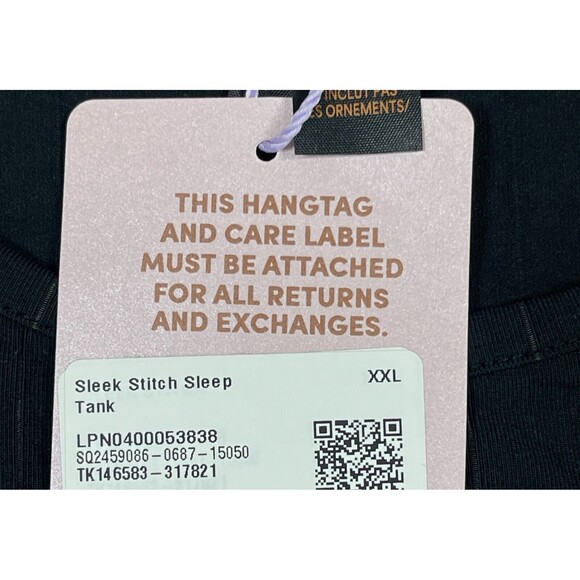 INCLUT PAS
ES ORNEMENTS/
THIS HANGTAG
AND CARE LABEL
MUST BE ATTACHED
FOR ALL RETURNS
AND EXCHANGES.
Sleek Stitch Sleep XXL
Tank
LPN0400053838
SQ2459086-0687-15050
TK146583-317821